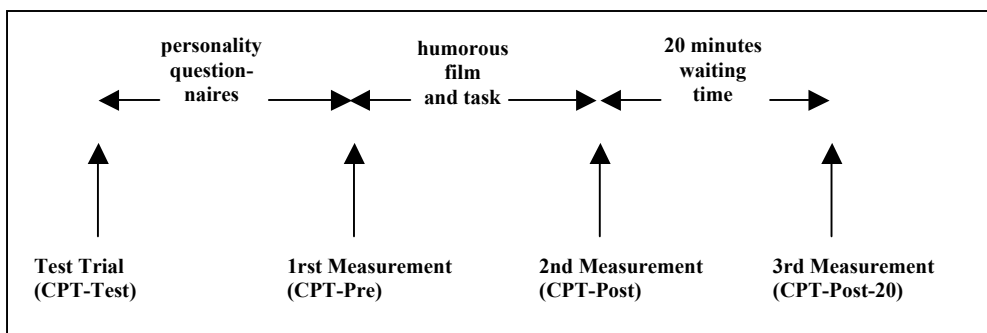 personality
question-
naires
humorous
film
and task
20 minutes
waiting
time
Test Trial
(CPT-Test)
1rst Measurement
(CPT-Pre)
2nd Measurement
(CPT-Post)
3rd Measurement
(CPT-Post-20)